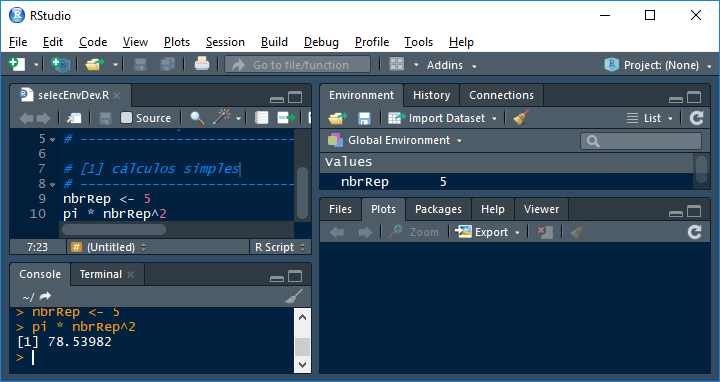 RStudio
File Edit Code View Plots Session Build Debug Profile Tools Help
Go to file/function Addins Project: (None)
selecEnvDev.R
Source
5 # ----------------------------
6
7 # [1] cálculos simples
8 # ----------------------------
9 nbrRep <- 5
10 pi * nbrRep^2
7:23 # (Untitled) R Script
Console Terminal
~/
> nbrRep <- 5
> pi * nbrRep^2
[1] 78.53982
>
Environment History Connections
Import Dataset List
Global Environment
Values
nbrRep 5
Files Plots Packages Help Viewer
Zoom Export